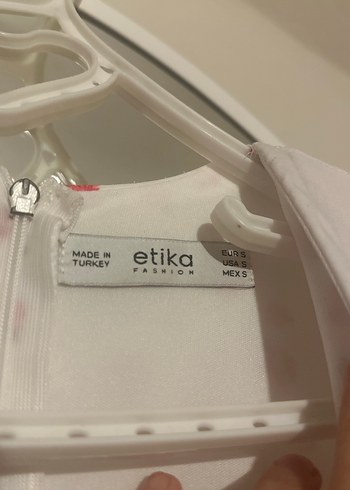 MADE IN
TURKEY
etika
FASHION
EUR S
USA S
MEX S